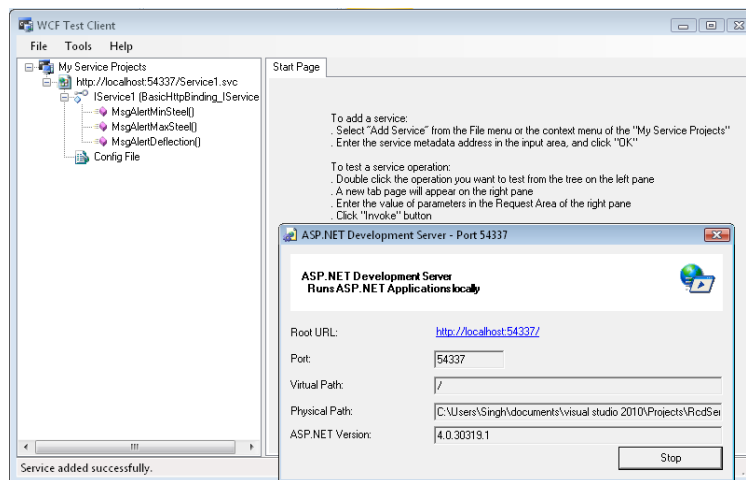 WCF Test Client
File Tools Help
My Service Projects
http://localhost:54337/Service1.svc
IService1 (BasicHttpBinding_IService
MsgAlertMinSteel()
MsgAlertMaxSteel()
MsgAlertDeflection()
Config File
Start Page
To add a service:
. Select "Add Service" from the File menu or the context menu of the "My Service Projects"
. Enter the service metadata address in the input area, and click "OK"
To test a service operation:
. Double click the operation you want to test from the tree on the left pane
. A new tab page will appear on the right pane
. Enter the value of parameters in the Request Area of the right pane
. Click "Invoke" button
ASP.NET Development Server - Port 54337
ASP.NET Development Server
Runs ASP.NET Applications locally
Root URL: http://localhost:54337/
Port: 54337
Virtual Path: /
Physical Path: C:\Users\Singh\documents\visual studio 2010\Projects\RcdSer
ASP.NET Version: 4.0.30319.1
Stop
Service added successfully.